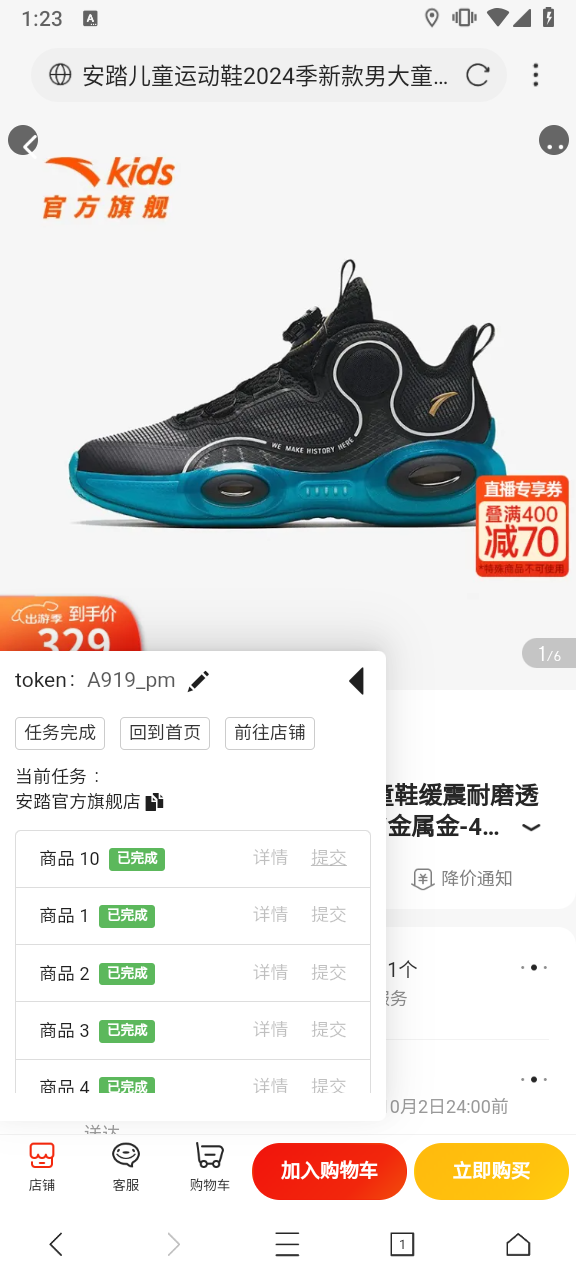 1:23
A
安踏儿童运动鞋2024季新款男大童...
kids
官方旗舰
WE MAKE HISTORY HERE
直播专享券
叠满400
减70
*特殊商品不可使用
出游季 到手价
329
1/6
token: A919_pm
任务完成 回到首页 前往店铺
当前任务：
安踏官方旗舰店
童鞋缓震耐磨透
金属金-4...
降价通知
商品 10 已完成 详情 提交
商品 1 已完成 详情 提交
1个
商品 2 已完成 详情 提交
服务
商品 3 已完成 详情 提交
商品 4 已完成 详情 提交
10月2日24:00前
送达
店铺 客服 购物车 加入购物车 立即购买
1